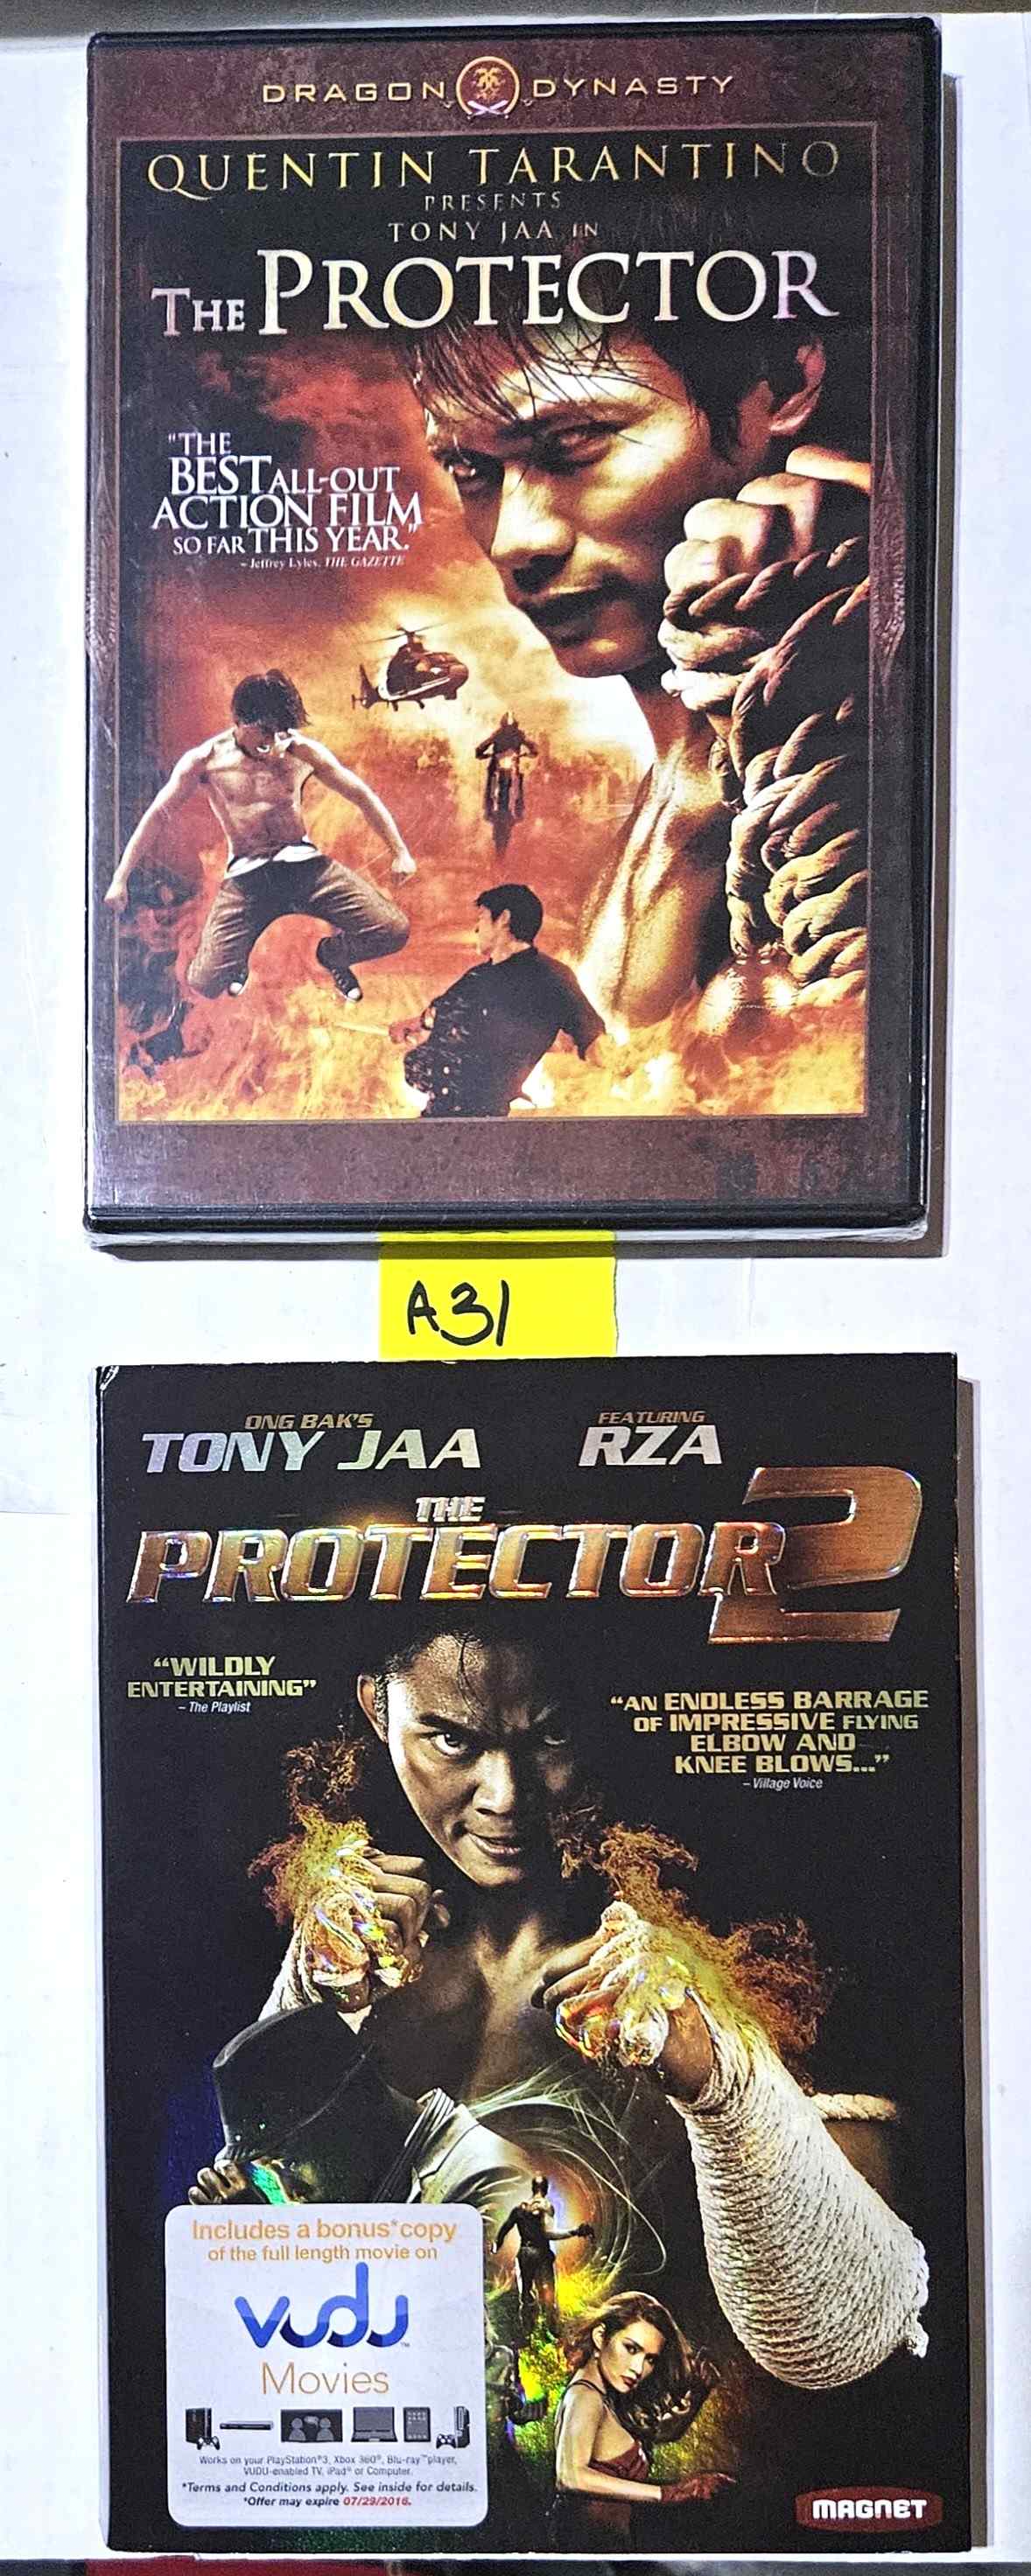 DRAGON DYNASTY
QUENTIN TARANTINO
PRESENTS
TONY JAA IN
THE PROTECTOR
"THE
BEST ALL-OUT
ACTION FILM
SO FAR THIS YEAR."
- Jeffrey Lyles, THE GAZETTE
A31
ONG BAK'S
TONY JAA
FEATURING
RZA
THE
PROTECTOR 2
"WILDLY
ENTERTAINING"
- The Playlist
"AN ENDLESS BARRAGE
OF IMPRESSIVE FLYING
ELBOW AND
KNEE BLOWS..."
- Village Voice
Includes a bonus* copy
of the full length movie on
vudu™
Movies
Works on your PlayStation®3, Xbox 360®, Blu-ray™ player,
VUDU-enabled TV, iPad® or Computer.
*Terms and Conditions apply. See inside for details.
*Offer may expire 07/29/2016.
MAGNET